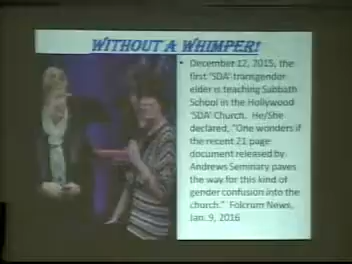 WITHOUT A WHIMPER!
• December 12, 2015, the
first 'SDA' transgender
elder is teaching Sabbath
School in the Hollywood
'SDA' Church. He/She
declared, "One wonders if
the recent 21 page
document released by
Andrews Seminary paves
the way for this kind of
gender confusion into the
church." Folcrum News,
Jan. 9, 2016